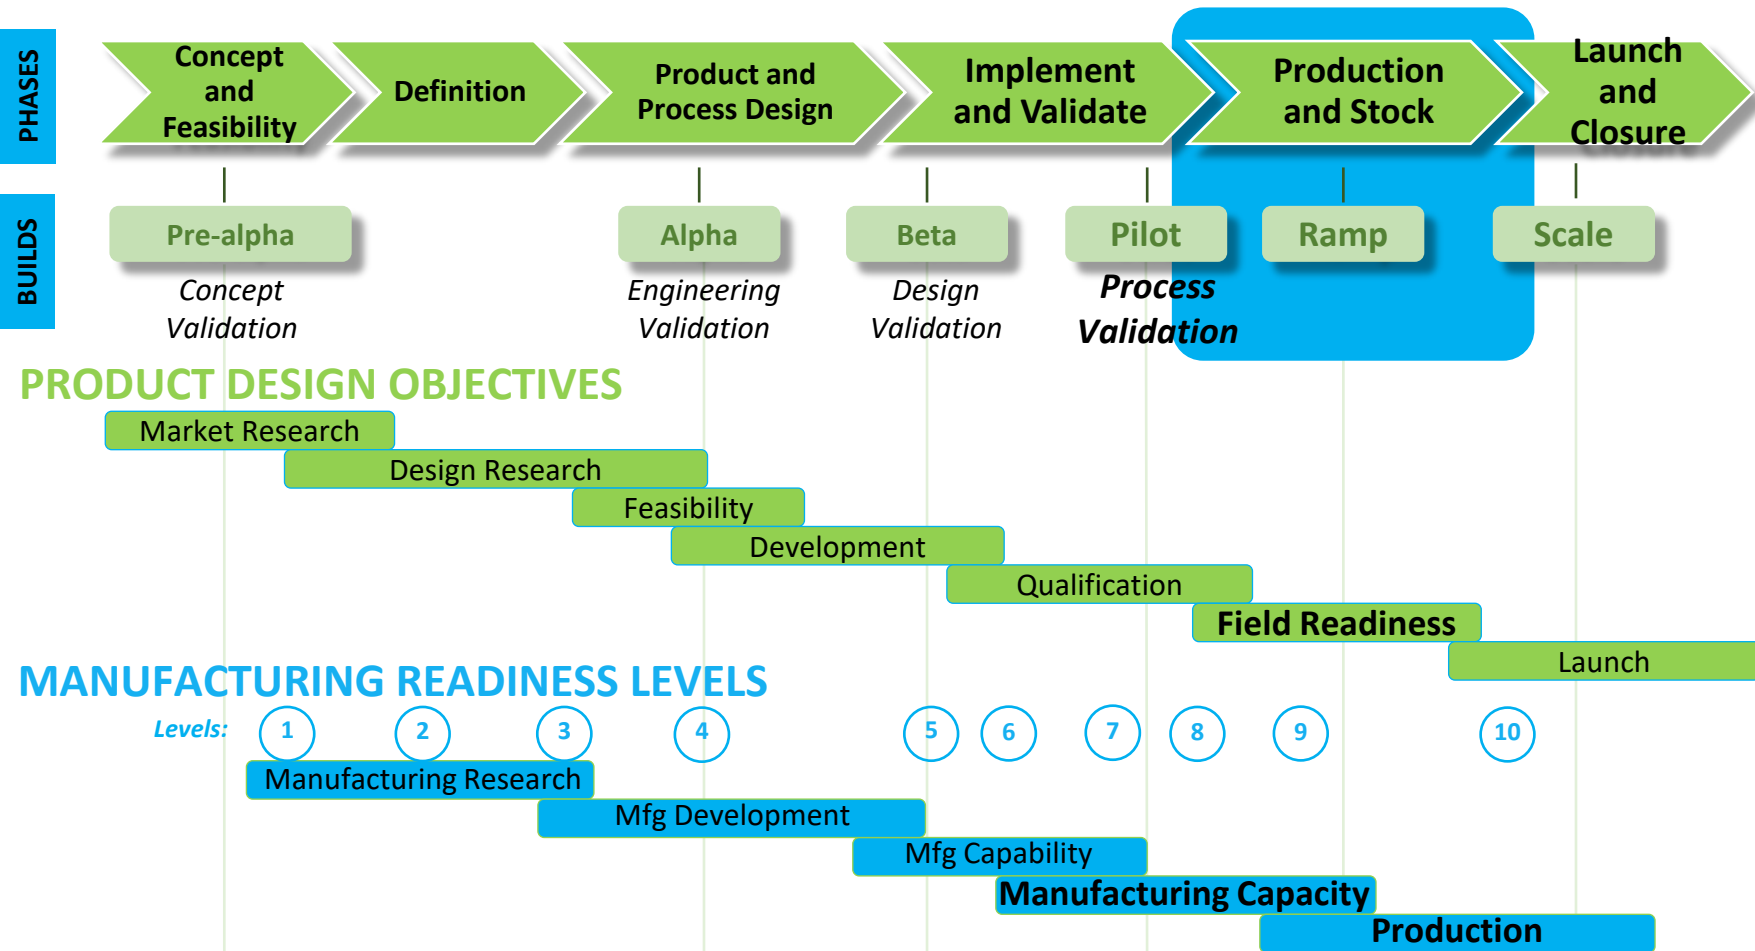 PHASES
Concept
and
Feasibility
Definition
Product and
Process Design
Implement
and Validate
Production
and Stock
Launch
and
Closure
BUILDS
Pre-alpha
Alpha
Beta
Pilot
Ramp
Scale
Concept
Validation
Engineering
Validation
Design
Validation
Process
Validation
PRODUCT DESIGN OBJECTIVES
Market Research
Design Research
Feasibility
Development
Qualification
Field Readiness
Launch
MANUFACTURING READINESS LEVELS
Levels:
1
2
3
4
5
6
7
8
9
10
Manufacturing Research
Mfg Development
Mfg Capability
Manufacturing Capacity
Production